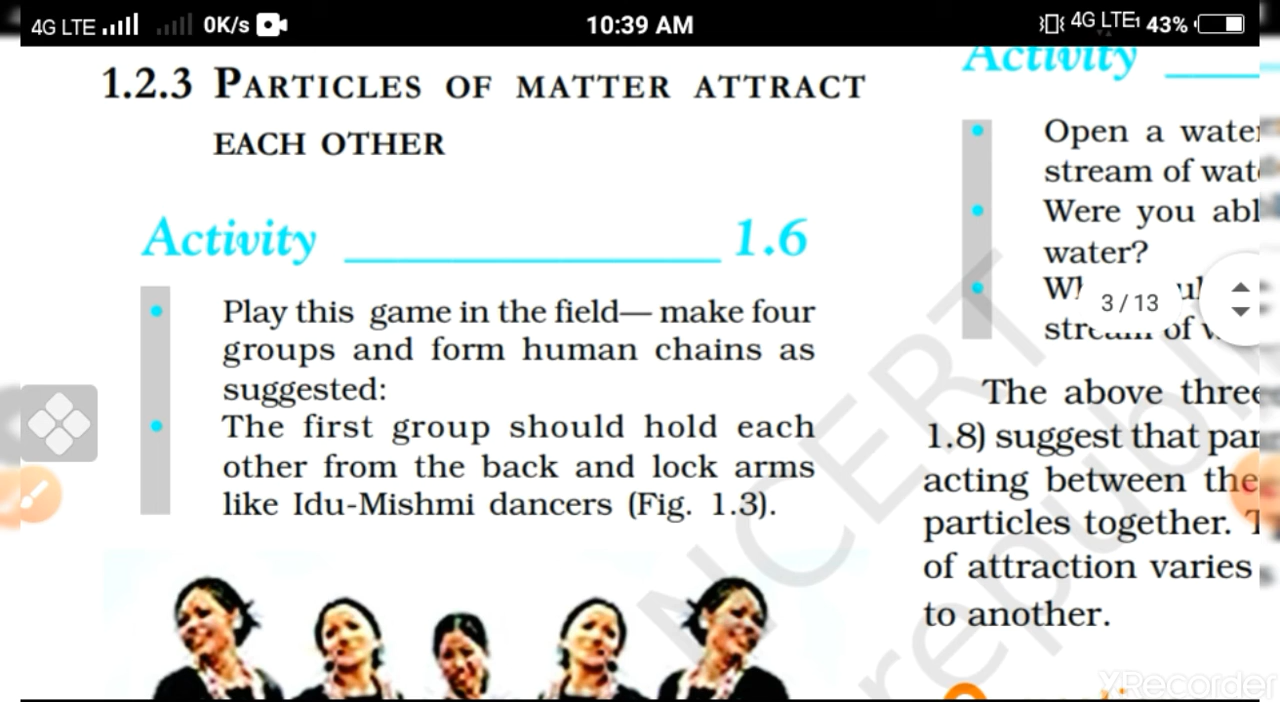 4G LTE 0K/s 10:39 AM 4G LTE 43%
1.2.3 PARTICLES OF MATTER ATTRACT
EACH OTHER
Activity 1.6
Play this game in the field— make four
groups and form human chains as
suggested:
The first group should hold each
other from the back and lock arms
like Idu-Mishmi dancers (Fig. 1.3).
Activity
Open a water
stream of
Were you
water?
3/13
of
The above three
1.8) suggest that
acting between the
particles together.
of attraction varies
to another.
NCERT
XRecorder